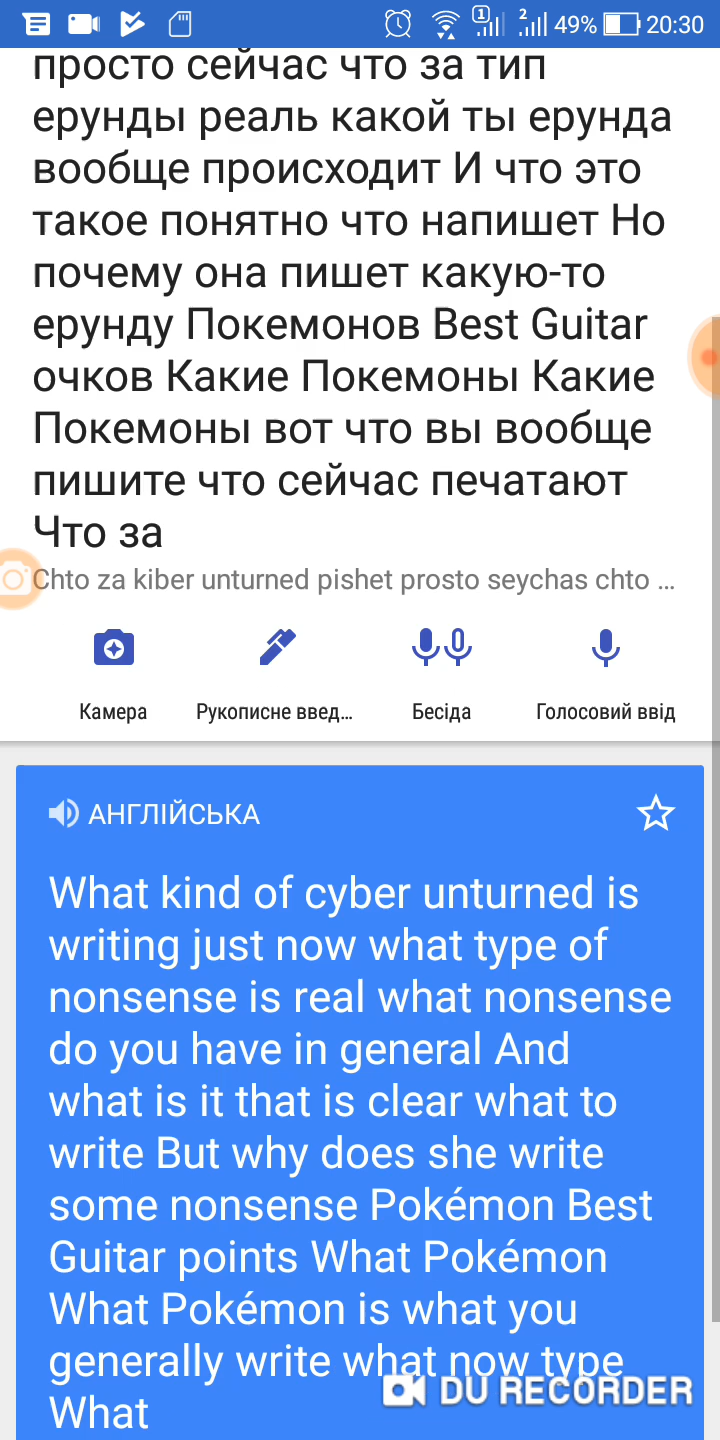 1 2 49% 20:30
просто сейчас что за тип
ерунды реаль какой ты ерунда
вообще происходит И что это
такое понятно что напишет Но
почему она пишет какую-то
ерунду Покемонов Best Guitar
очков Какие Покемоны Какие
Покемоны вот что вы вообще
пишите что сейчас печатают
Что за
Chto za kiber unturned pishet prosto seychas chto ...
Камера Рукописне введ... Бесіда Голосовий ввід
АНГЛІЙСЬКА
What kind of cyber unturned is
writing just now what type of
nonsense is real what nonsense
do you have in general And
what is it that is clear what to
write But why does she write
some nonsense Pokémon Best
Guitar points What Pokémon
What Pokémon is what you
generally write what now type
What
DU RECORDER